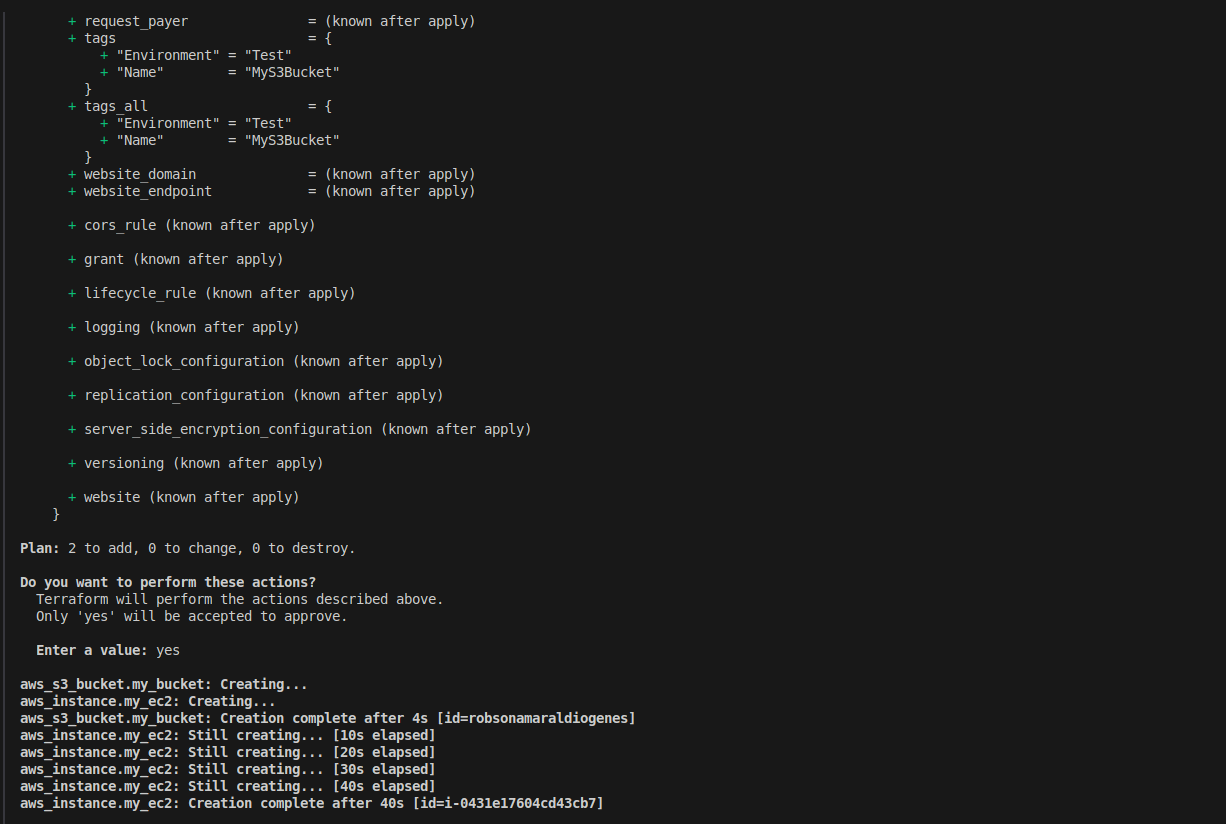 + request_payer               = (known after apply)
+ tags                        = {
+ "Environment" = "Test"
+ "Name"        = "MyS3Bucket"
}
+ tags_all                    = {
+ "Environment" = "Test"
+ "Name"        = "MyS3Bucket"
}
+ website_domain              = (known after apply)
+ website_endpoint            = (known after apply)
+ cors_rule (known after apply)
+ grant (known after apply)
+ lifecycle_rule (known after apply)
+ logging (known after apply)
+ object_lock_configuration (known after apply)
+ replication_configuration (known after apply)
+ server_side_encryption_configuration (known after apply)
+ versioning (known after apply)
+ website (known after apply)
}
Plan: 2 to add, 0 to change, 0 to destroy.
Do you want to perform these actions?
Terraform will perform the actions described above.
Only 'yes' will be accepted to approve.
Enter a value: yes
aws_s3_bucket.my_bucket: Creating...
aws_instance.my_ec2: Creating...
aws_s3_bucket.my_bucket: Creation complete after 4s [id=robsonamaraldiogenes]
aws_instance.my_ec2: Still creating... [10s elapsed]
aws_instance.my_ec2: Still creating... [20s elapsed]
aws_instance.my_ec2: Still creating... [30s elapsed]
aws_instance.my_ec2: Still creating... [40s elapsed]
aws_instance.my_ec2: Creation complete after 40s [id=i-0431e17604cd43cb7]